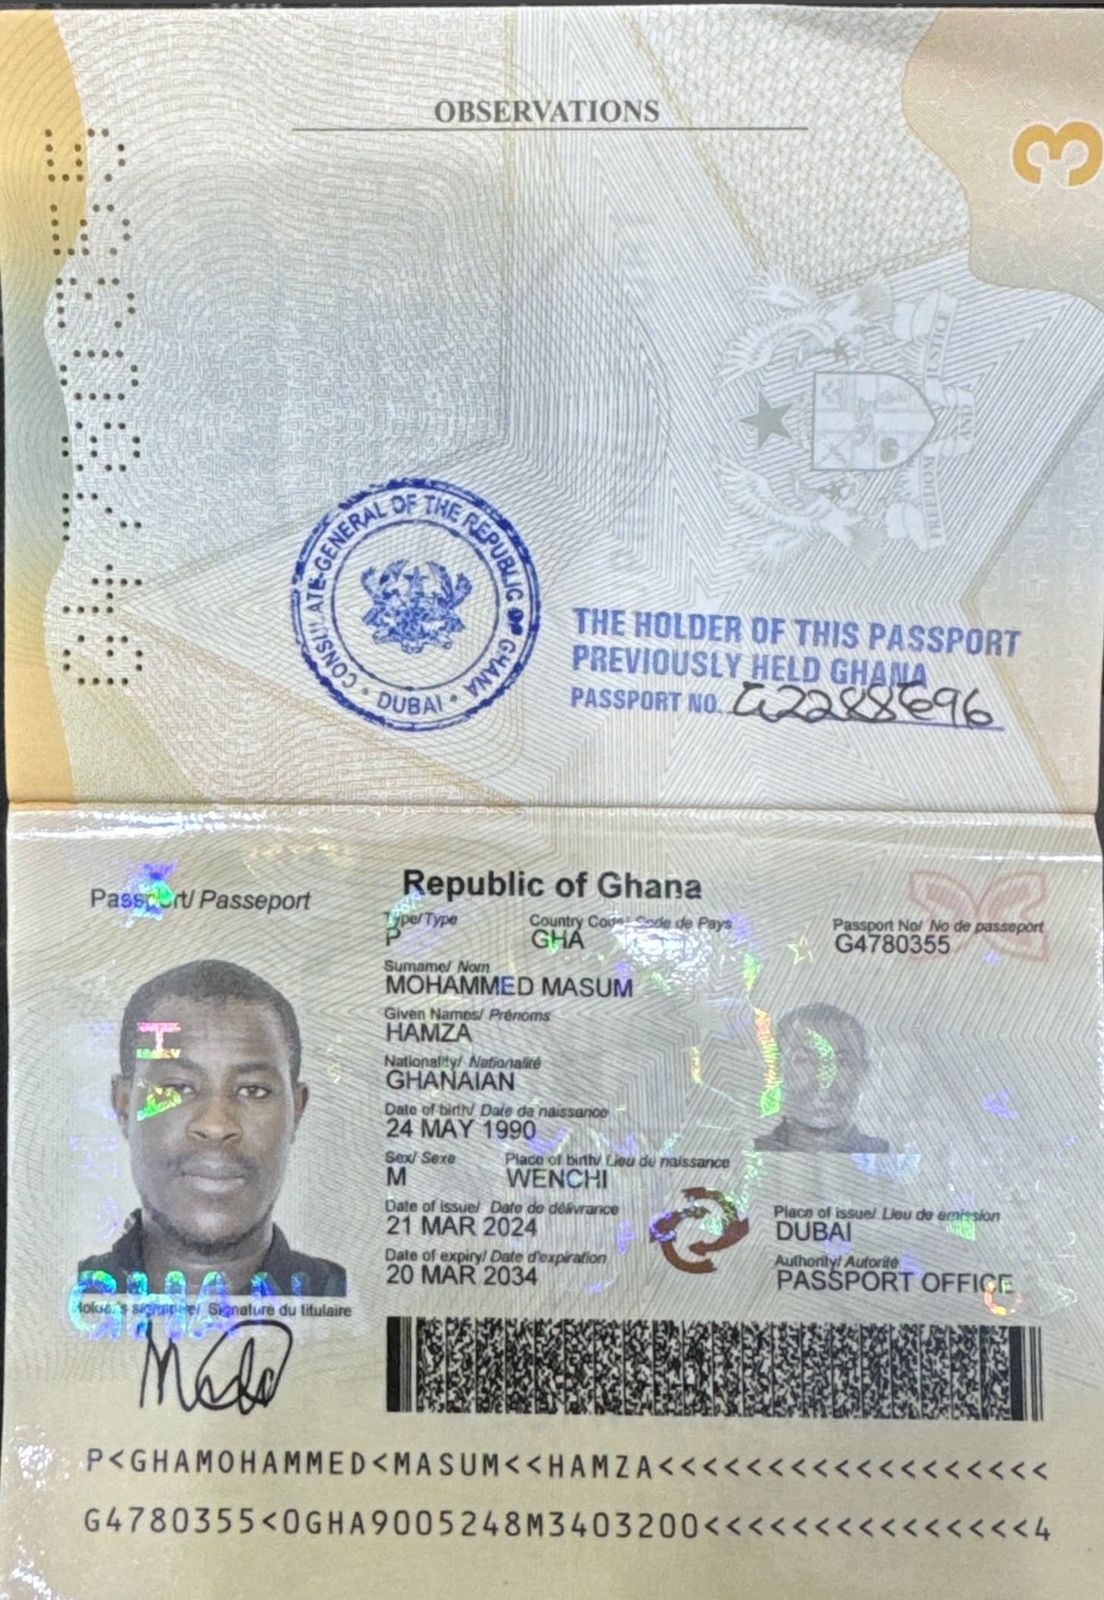 OBSERVATIONS
3
G4780355
CONSULATE-GENERAL OF THE REPUBLIC OF GHANA
• DUBAI •
FREEDOM AND JUSTICE
THE HOLDER OF THIS PASSPORT
PREVIOUSLY HELD GHANA
PASSPORT NO.
Passport/ Passeport
Republic of Ghana
Type/Type Country Code/ Code de Pays Passport No/ No de passeport
P GHA G4780355
Surname/ Nom
MOHAMMED MASUM
Given Names/ Prénoms
HAMZA
Nationality/ Nationalité
GHANAIAN
Date of birth/ Date de naissance
24 MAY 1990
Sex/ Sexe Place of birth/ Lieu de naissance
M WENCHI
Date of issue/ Date de délivrance Place of issue/ Lieu de emission
21 MAR 2024 DUBAI
Date of expiry/ Date d'expiration Authority/ Autorité
20 MAR 2034 PASSPORT OFFICE
GHANA
Holder's signature/ Signature du titulaire
P<GHAMOHAMMED<MASUM<<HAMZA<<<<<<<<<<<<<<<<<<
G4780355<0GHA9005248M3403200<<<<<<<<<<<<<<<4